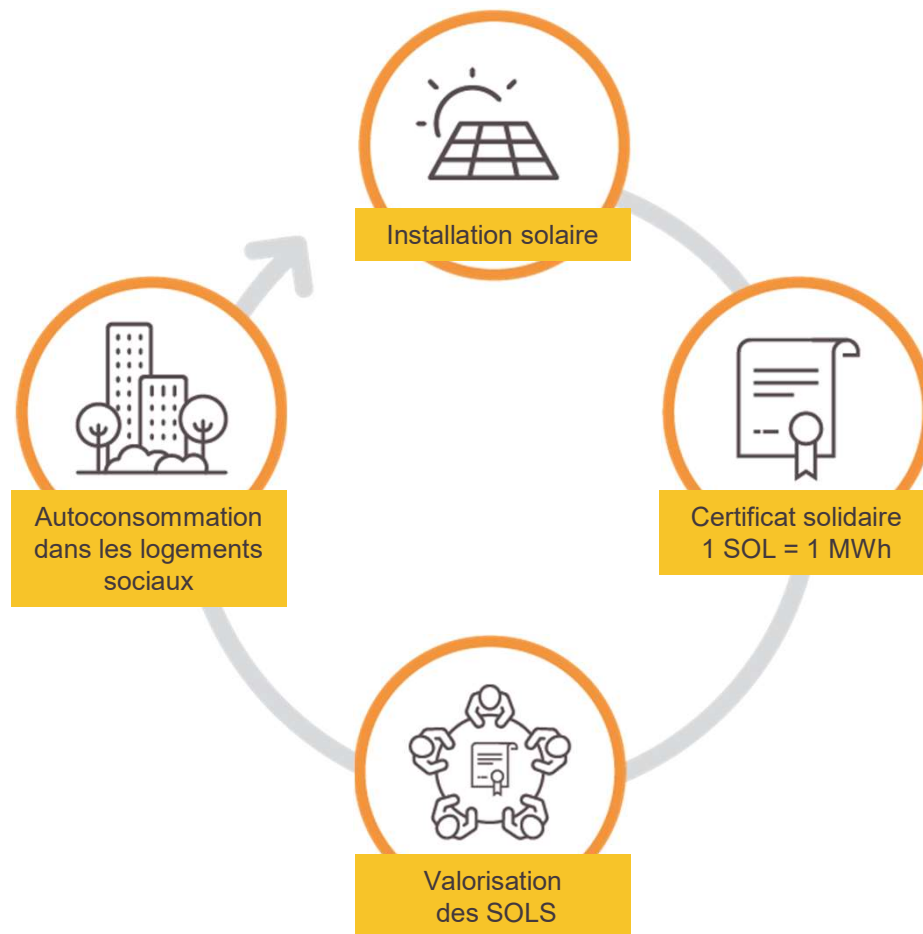 Installation solaire
Certificat solidaire
1 SOL = 1 MWh
Valorisation
des SOLS
Autoconsommation
dans les logements
sociaux